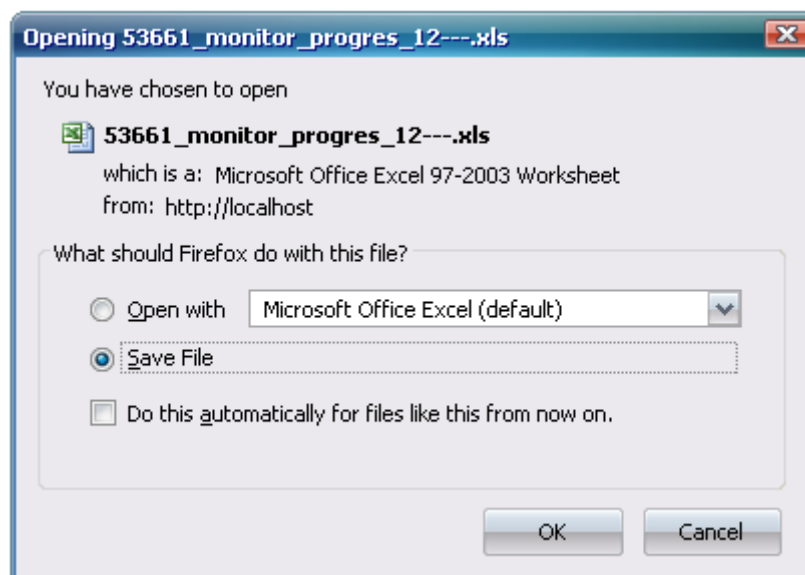 Opening 53661_monitor_progres_12---.xls
You have chosen to open
53661_monitor_progres_12---.xls
which is a: Microsoft Office Excel 97-2003 Worksheet
from: http://localhost
What should Firefox do with this file?
Open with Microsoft Office Excel (default)
Save File
Do this automatically for files like this from now on.
OK Cancel